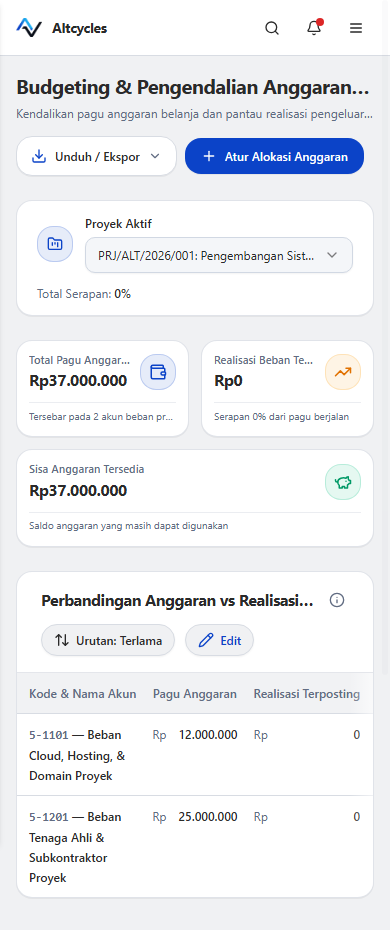 Altcycles
Budgeting & Pengendalian Anggaran...
Kendalikan pagu anggaran belanja dan pantau realisasi pengeluar...
Unduh / Ekspor
Atur Alokasi Anggaran
Proyek Aktif
PRJ/ALT/2026/001: Pengembangan Sist...
Total Serapan: 0%
Total Pagu Anggar...
Rp37.000.000
Tersebar pada 2 akun beban pr...
Realisasi Beban Te...
Rp0
Serapan 0% dari pagu berjalan
Sisa Anggaran Tersedia
Rp37.000.000
Saldo anggaran yang masih dapat digunakan
Perbandingan Anggaran vs Realisasi...
Urutan: Terlama
Edit
Kode & Nama Akun Pagu Anggaran Realisasi Terposting
5-1101 — Beban Rp 12.000.000 Rp 0
Cloud, Hosting, &
Domain Proyek
5-1201 — Beban Rp 25.000.000 Rp 0
Tenaga Ahli &
Subkontraktor
Proyek